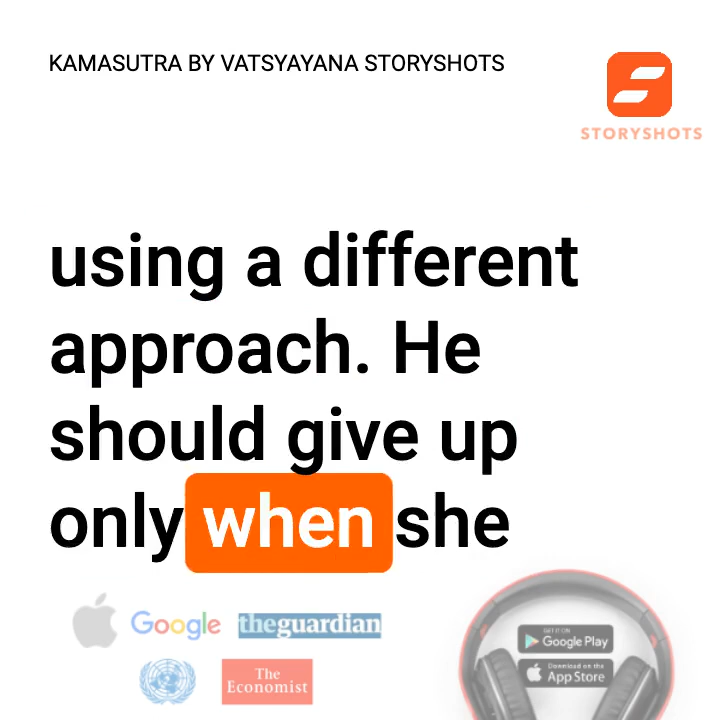 KAMASUTRA BY VATSYAYANA STORYSHOTS
STORYSHOTS
using a different
approach. He
should give up
only when she
Google
theguardian
The
Economist
GET IT ON
Google Play
Download on the
App Store